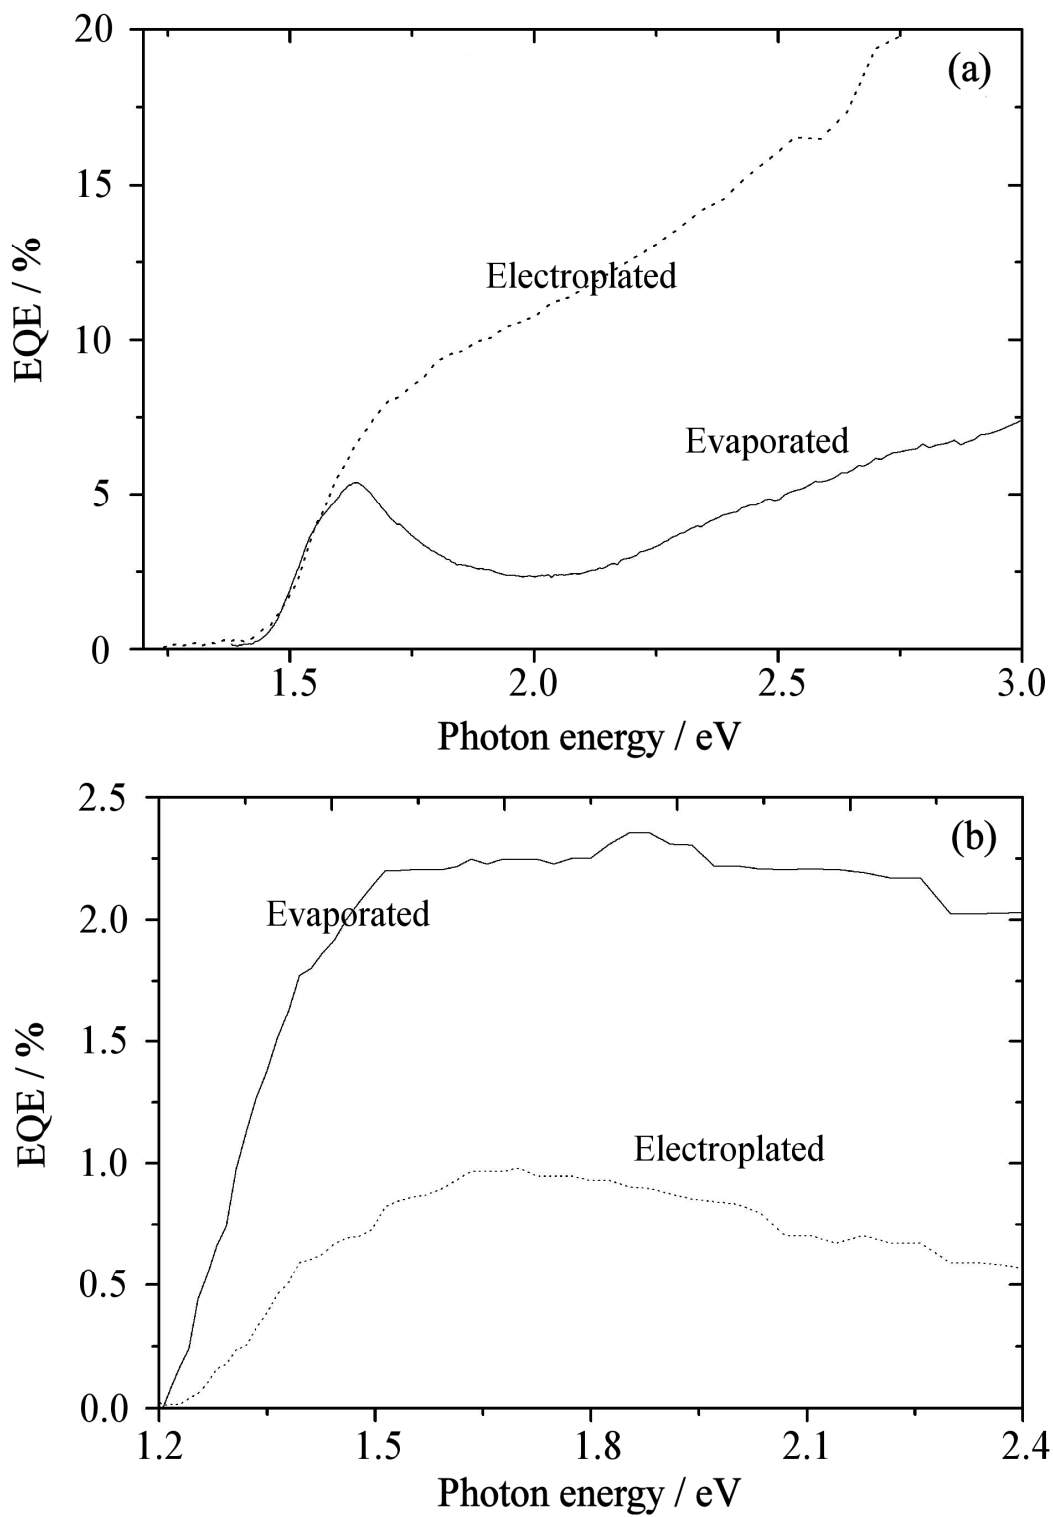 20
(a)
15
Electroplated
10
EQE / %
Evaporated
5
0
1.5 2.0 2.5 3.0
Photon energy / eV
2.5
(b)
Evaporated
2.0
1.5
EQE / %
Electroplated
1.0
0.5
0.0
1.2 1.5 1.8 2.1 2.4
Photon energy / eV